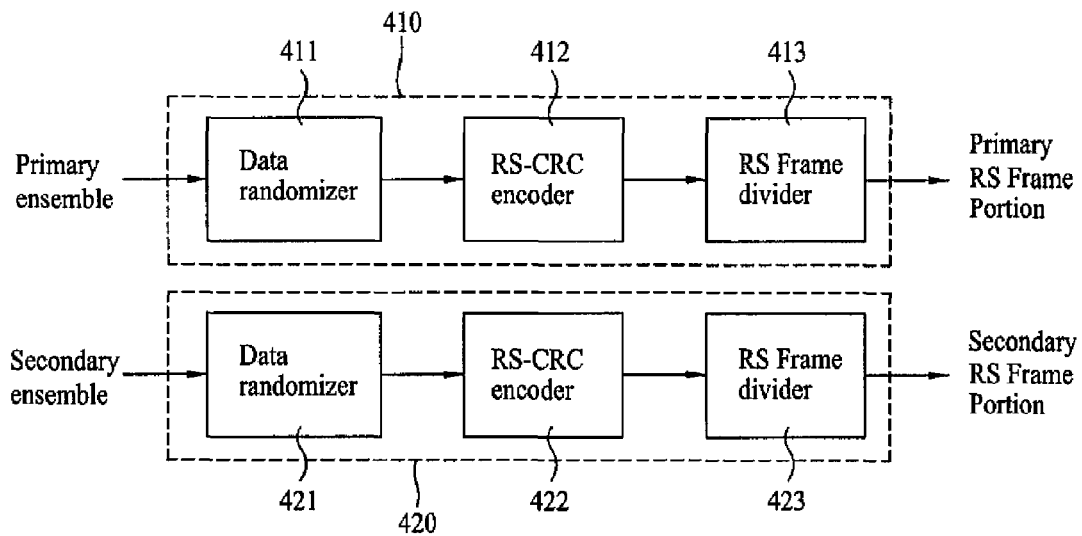 410
411
412
413
Primary
ensemble
Data
randomizer
RS-CRC
encoder
RS Frame
divider
Primary
RS Frame
Portion
Secondary
ensemble
Data
randomizer
RS-CRC
encoder
RS Frame
divider
Secondary
RS Frame
Portion
421
422
423
420